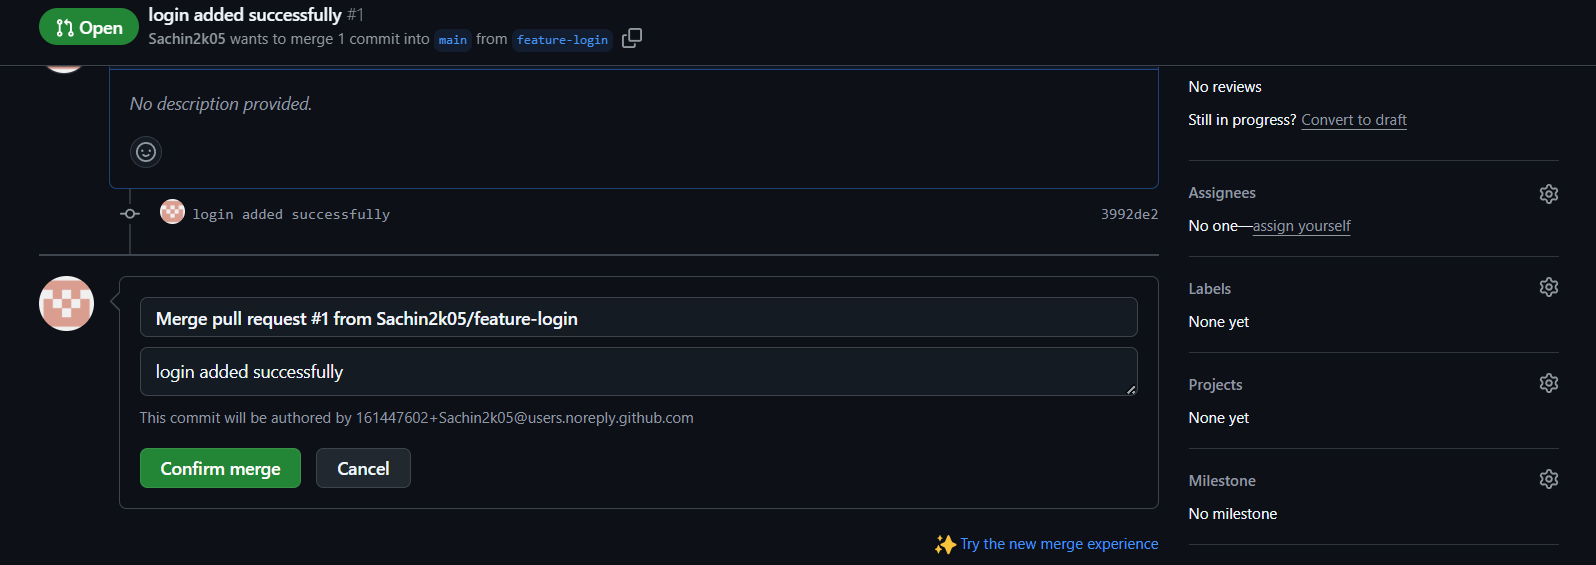 Open
login added successfully #1
Sachin2k05 wants to merge 1 commit into main from feature-login
No description provided.
login added successfully 3992de2
Merge pull request #1 from Sachin2k05/feature-login
login added successfully
This commit will be authored by 161447602+Sachin2k05@users.noreply.github.com
Confirm merge Cancel
Try the new merge experience
No reviews
Still in progress? Convert to draft
Assignees
No one—assign yourself
Labels
None yet
Projects
None yet
Milestone
No milestone